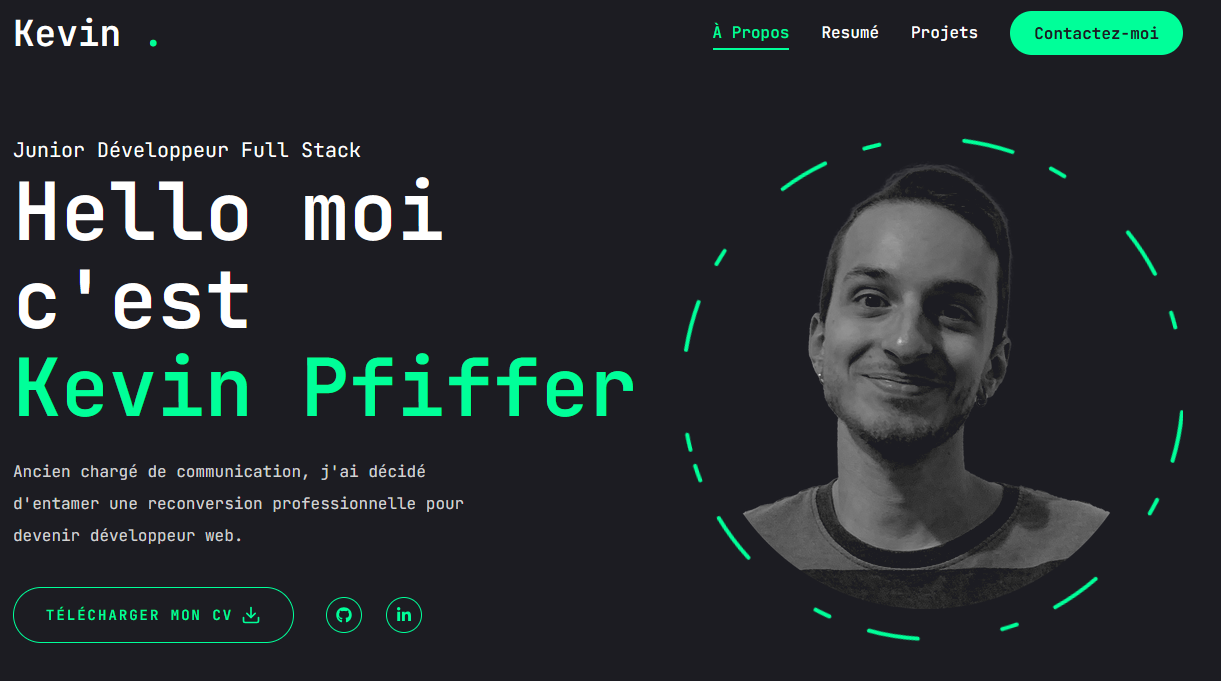 Kevin .
À Propos Resumé Projets Contactez-moi
Junior Développeur Full Stack
Hello moi
c'est
Kevin Pfiffer
Ancien chargé de communication, j'ai décidé
d'entamer une reconversion professionnelle pour
devenir développeur web.
TÉLÉCHARGER MON CV
in